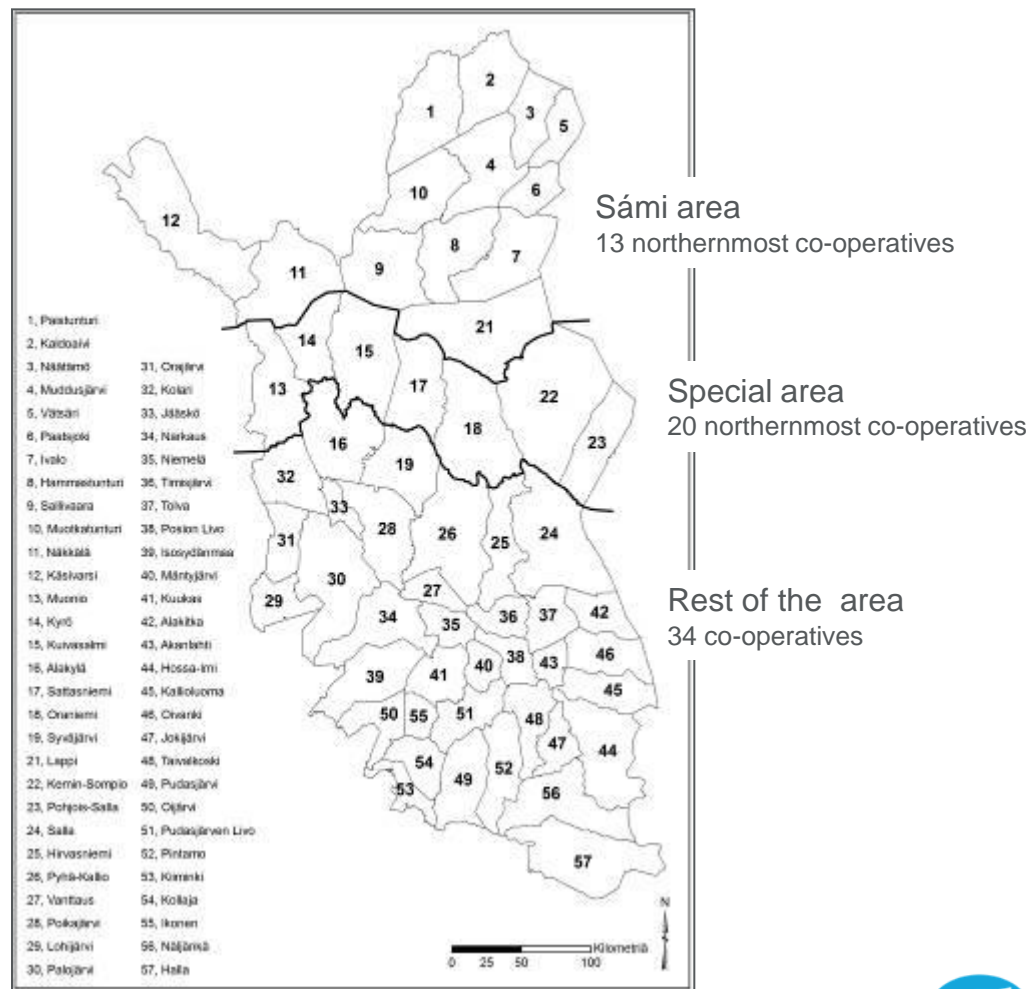 1
2
3
5
4
10
6
12
8
7
9
11
21
14
15
13
17
22
18
23
16
19
32
33
28
26
25
24
31
30
29
27
34
35
36
37
42
39
41
40
38
43
46
45
50
55
51
48
47
44
54
53
49
52
56
57
Sámi area
13 northernmost co-operatives
Special area
20 northernmost co-operatives
Rest of the area
34 co-operatives
1, Paistunturi
2, Kaldoaivi
3, Näätämö
4, Muddusjärvi
5, Vätsäri
6, Paatsjoki
7, Ivalo
8, Hammastunturi
9, Sallivaara
10, Muotkatunturi
11, Näkkälä
12, Käsivarsi
13, Muonio
14, Kyrö
15, Kuivasalmi
16, Alakylä
17, Sattasniemi
18, Oraniemi
19, Syväjärvi
21, Lappi
22, Kemin-Sompio
23, Pohjois-Salla
24, Salla
25, Hirvasniemi
26, Pyhä-Kallio
27, Vanttaus
28, Poikajärvi
29, Lohijärvi
30, Palojärvi
31, Orajärvi
32, Kolari
33, Jääskö
34, Narkaus
35, Niemelä
36, Timisjärvi
37, Tolva
38, Posion Livo
39, Isosydänmaa
40, Mäntyjärvi
41, Kuukas
42, Alakitka
43, Akanlahti
44, Hossa-Irni
45, Kallioluoma
46, Oivanki
47, Jokijärvi
48, Taivalkoski
49, Pudasjärvi
50, Oijärvi
51, Pudasjärven Livo
52, Pintamo
53, Kiiminki
54, Kollaja
55, Ikonen
56, Näljänkä
57, Halla
N
Kilometriä
0 25 50 100